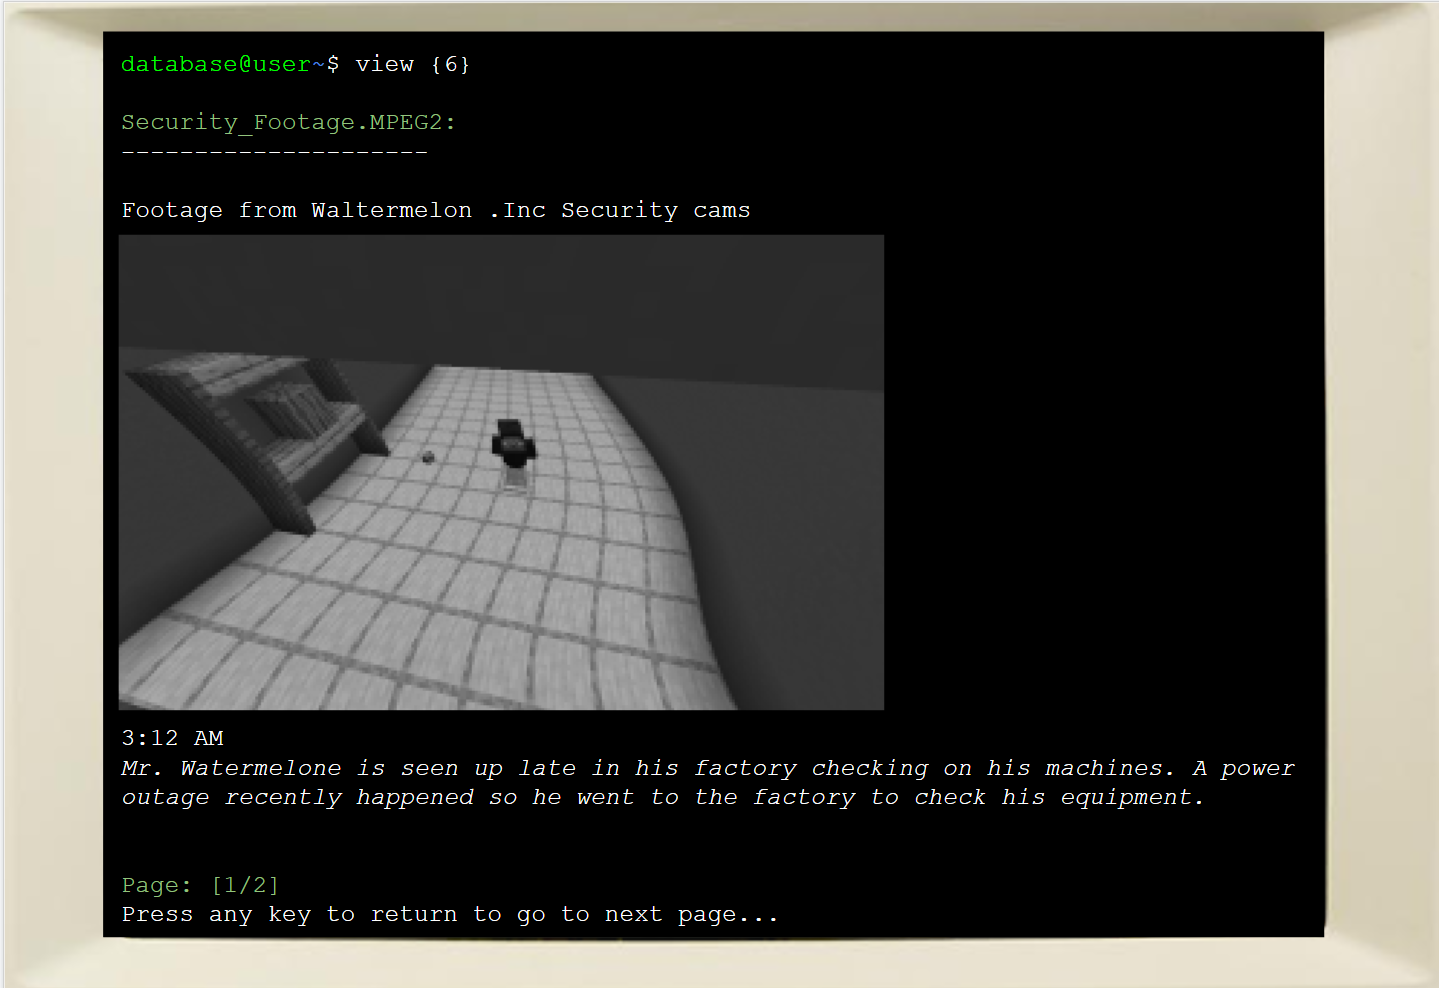 database@user~$ view {6}
Security_Footage.MPEG2:
---------------------
Footage from Waltermelon .Inc Security cams
3:12 AM
Mr. Watermelone is seen up late in his factory checking on his machines. A power
outage recently happened so he went to the factory to check his equipment.
Page: [1/2]
Press any key to return to go to next page...